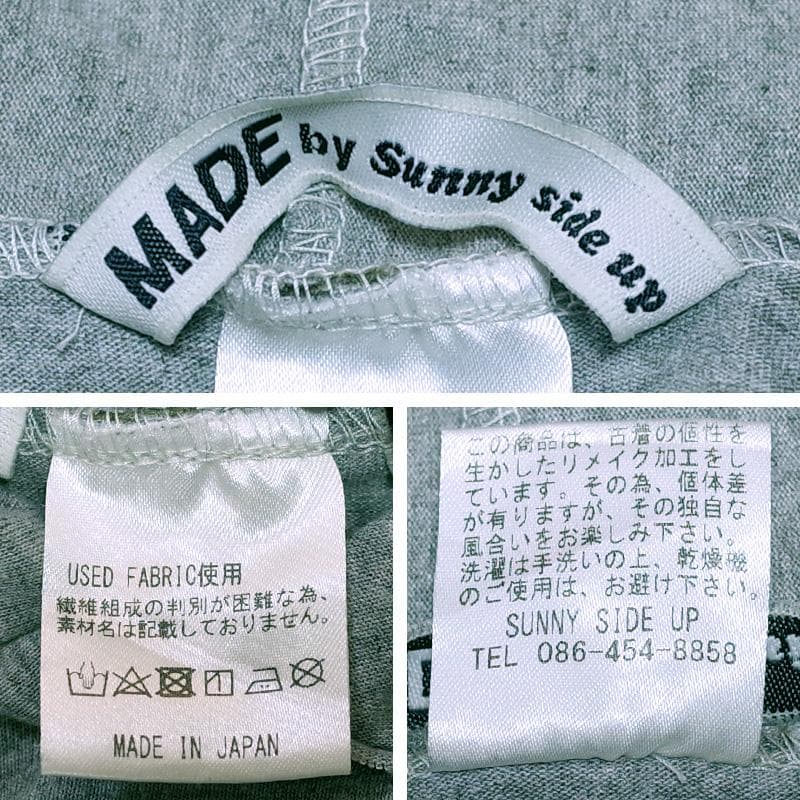 MADE by Sunny side up
USED FABRIC使用
繊維組成の判別が困難な為、
素材名は記載しておりません。
MADE IN JAPAN
この商品は、古着の個性を
生かしたリメイク加工をし
ています。その為、個体差
が有りますが、その独自な
風合いをお楽しみ下さい。
洗濯は手洗いの上、乾燥機
のご使用は、お避け下さい。
SUNNY SIDE UP
TEL 086-454-8858